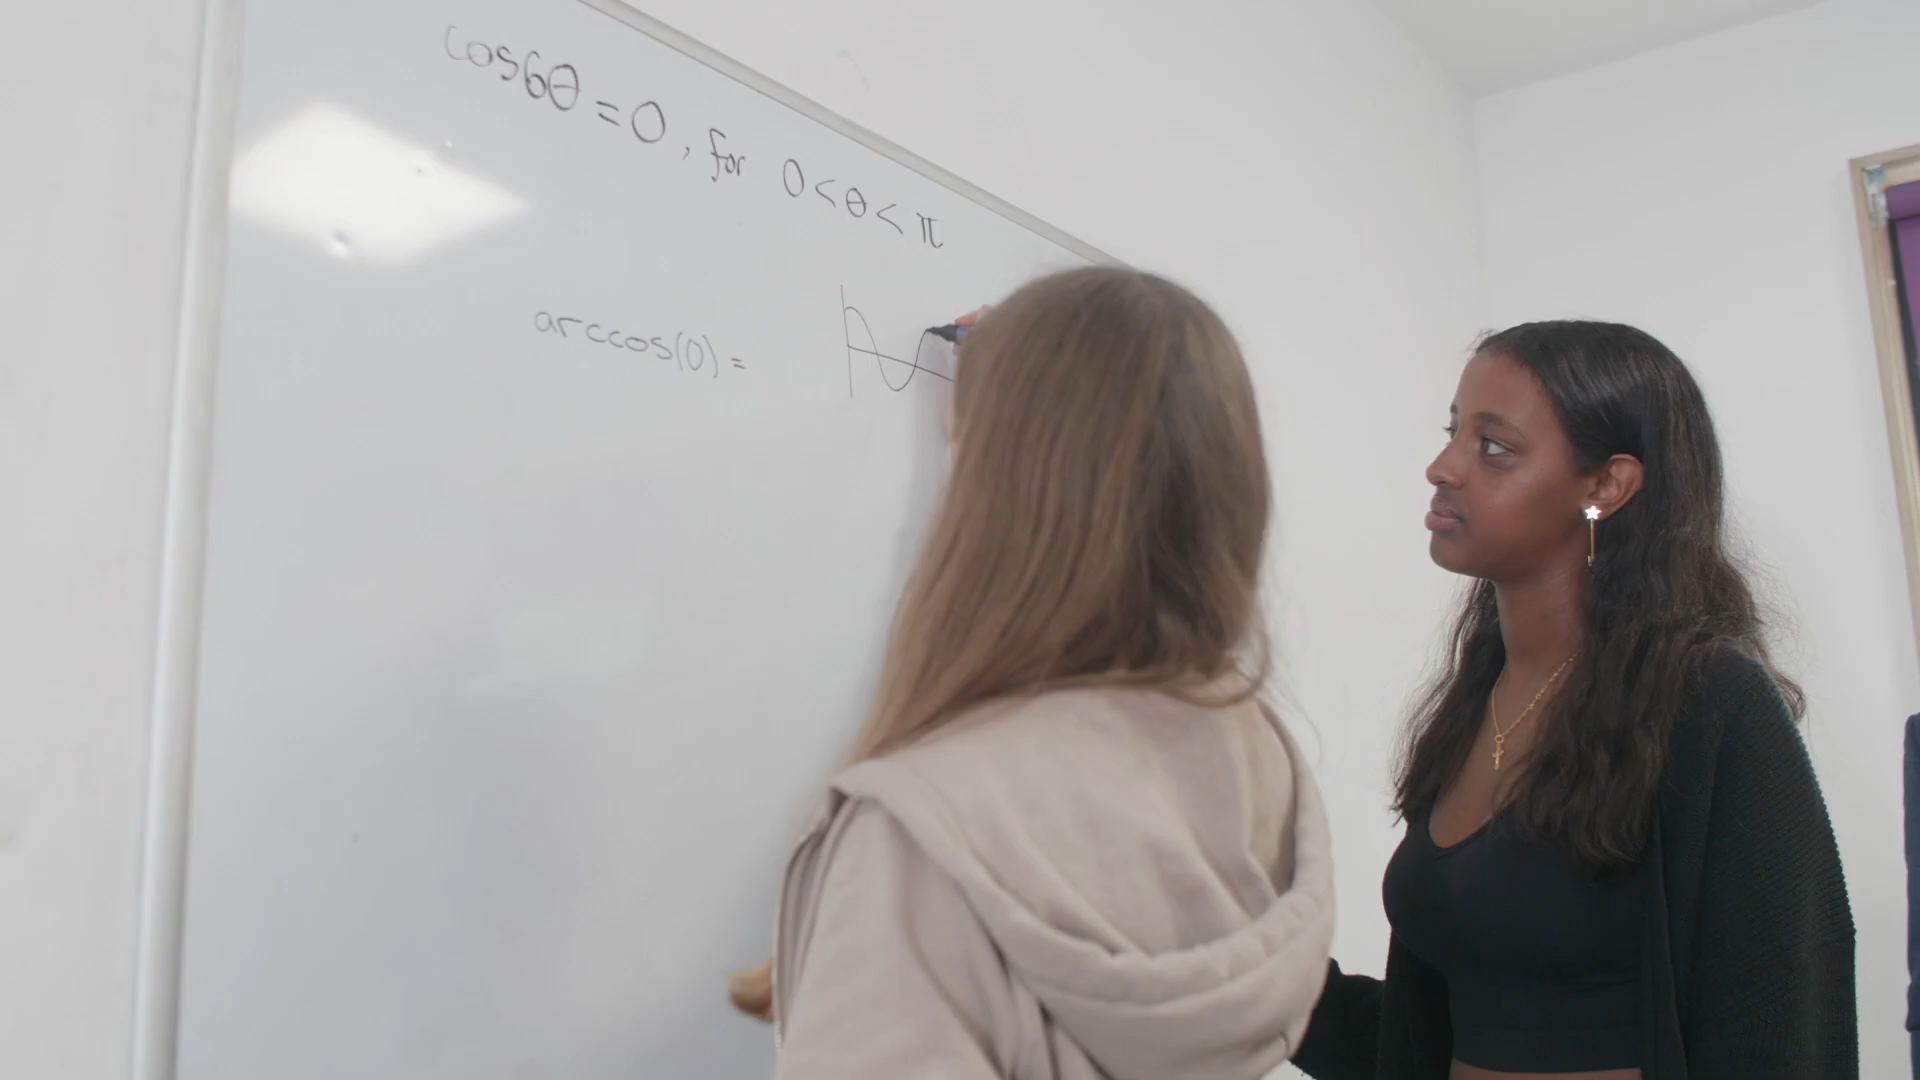 cos6θ = 0, for 0 < θ < π
arccos(0) =